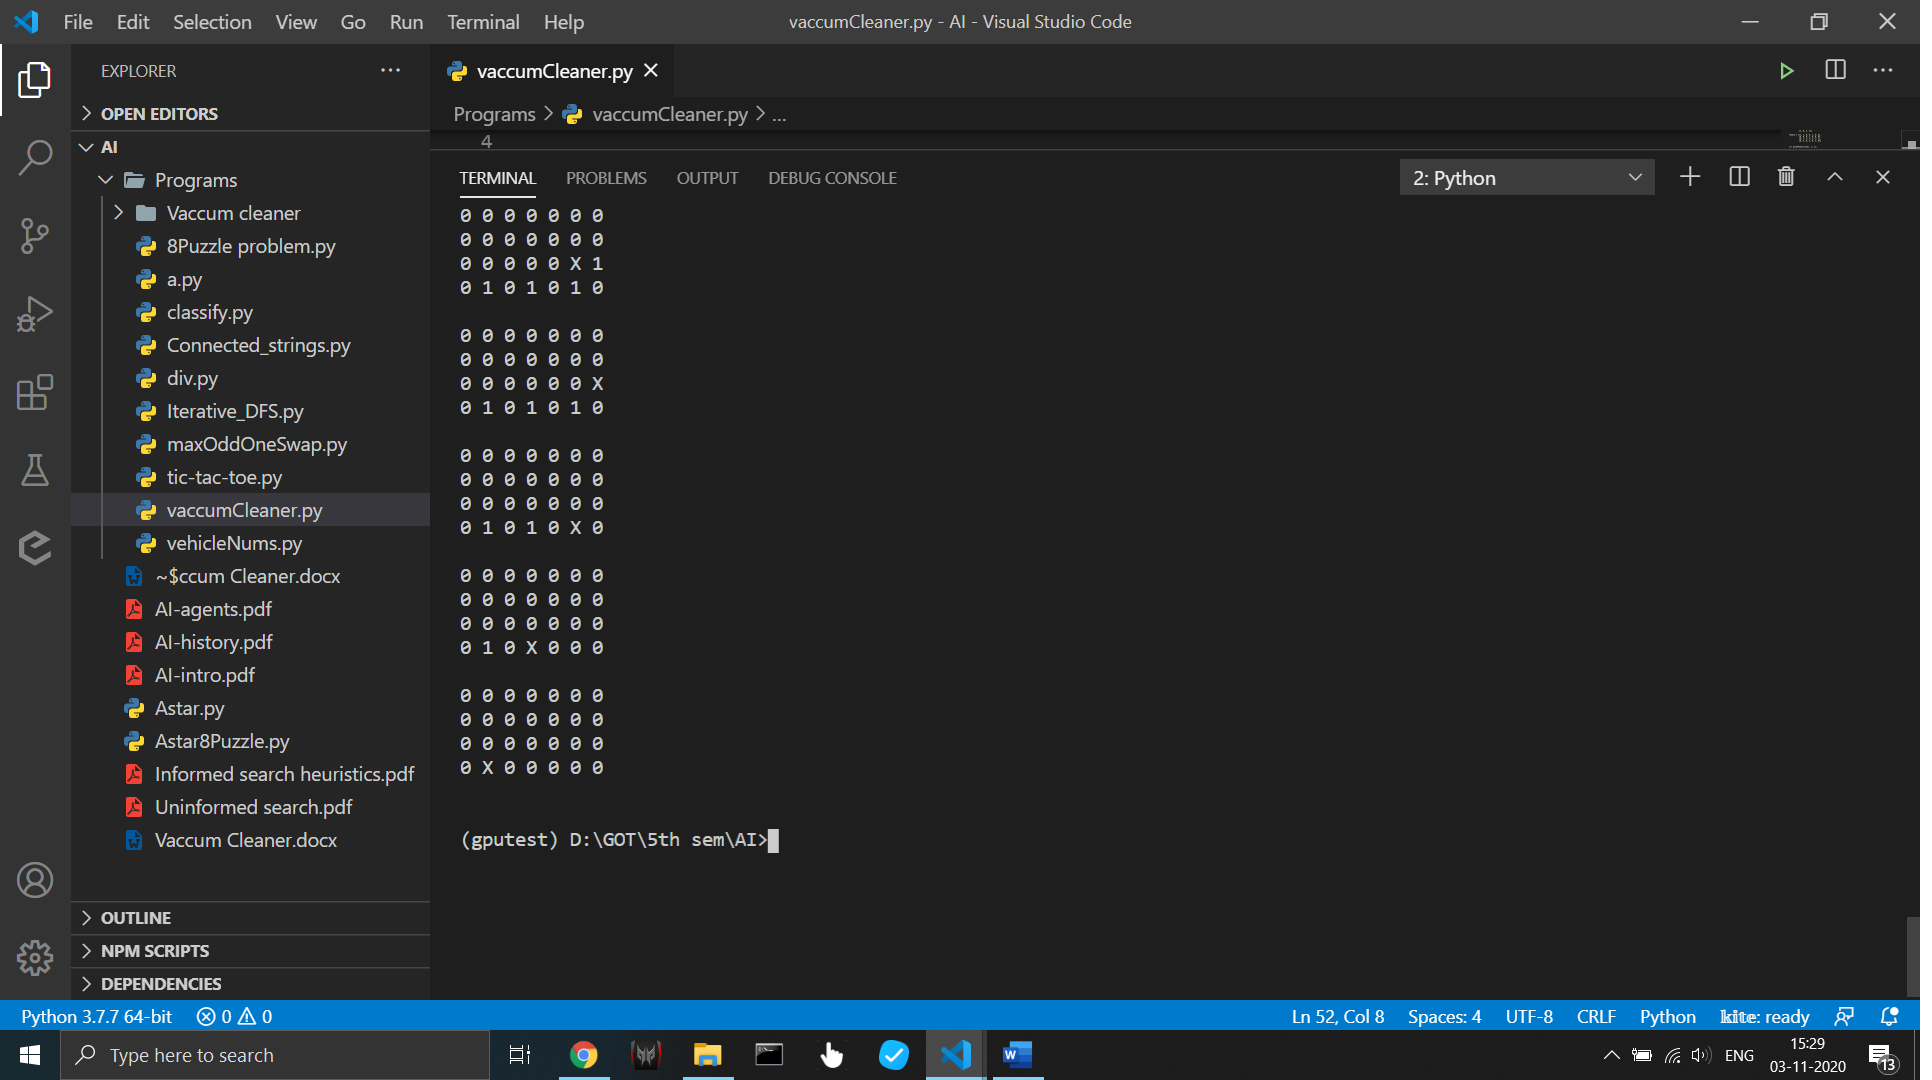 File Edit Selection View Go Run Terminal Help
vaccumCleaner.py - AI - Visual Studio Code
EXPLORER
OPEN EDITORS
AI
Programs
Vaccum cleaner
8Puzzle problem.py
a.py
classify.py
Connected_strings.py
div.py
Iterative_DFS.py
maxOddOneSwap.py
tic-tac-toe.py
vaccumCleaner.py
vehicleNums.py
~$ccum Cleaner.docx
AI-agents.pdf
AI-history.pdf
AI-intro.pdf
Astar.py
Astar8Puzzle.py
Informed search heuristics.pdf
Uninformed search.pdf
Vaccum Cleaner.docx
OUTLINE
NPM SCRIPTS
DEPENDENCIES
vaccumCleaner.py
Programs > vaccumCleaner.py > ...
4
TERMINAL PROBLEMS OUTPUT DEBUG CONSOLE
2: Python
0 0 0 0 0 0 0
0 0 0 0 0 0 0
0 0 0 0 0 X 1
0 1 0 1 0 1 0
0 0 0 0 0 0 0
0 0 0 0 0 0 0
0 0 0 0 0 0 X
0 1 0 1 0 1 0
0 0 0 0 0 0 0
0 0 0 0 0 0 0
0 0 0 0 0 0 0
0 1 0 1 0 X 0
0 0 0 0 0 0 0
0 0 0 0 0 0 0
0 0 0 0 0 0 0
0 1 0 X 0 0 0
0 0 0 0 0 0 0
0 0 0 0 0 0 0
0 0 0 0 0 0 0
0 X 0 0 0 0 0
(gputest) D:\GOT\5th sem\AI>
Python 3.7.7 64-bit 0 0
Ln 52, Col 8 Spaces: 4 UTF-8 CRLF Python kite: ready
Type here to search
W
ENG
15:29
03-11-2020
13